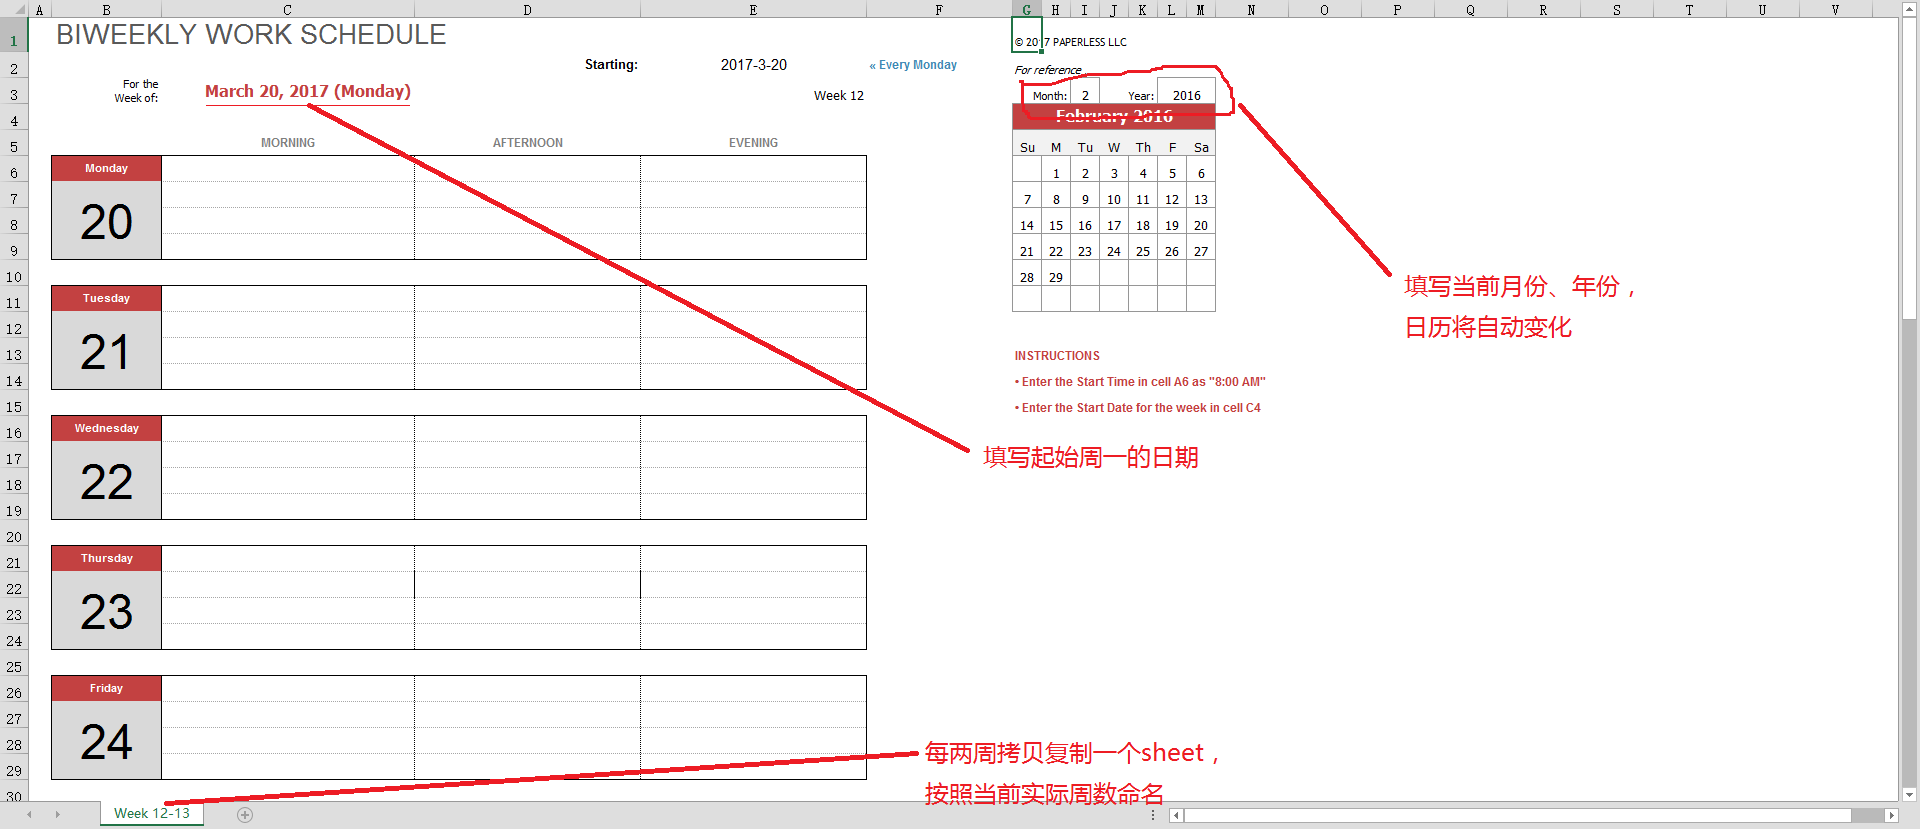 A B C D E F G H I J K L M N O P Q R S T U V
1 BIWEEKLY WORK SCHEDULE
© 2017 PAPERLESS LLC
2 Starting: 2017-3-20 « Every Monday
For reference
For the
Week of:
March 20, 2017 (Monday)
3 Week 12
Month: 2 Year: 2016
4 February 2016
5 MORNING AFTERNOON EVENING
Su M Tu W Th F Sa
6 Monday
1 2 3 4 5 6
7 7 8 9 10 11 12 13
20
8 14 15 16 17 18 19 20
9 21 22 23 24 25 26 27
10 28 29
填写当前月份、年份，
日历将自动变化
11 Tuesday
12
21
13
INSTRUCTIONS
14 • Enter the Start Time in cell A6 as "8:00 AM"
15 • Enter the Start Date for the week in cell C4
16 Wednesday
填写起始周一的日期
17
22
18
19
20
21 Thursday
22
23
23
24
25
26 Friday
27
24
28
每两周拷贝复制一个sheet，
29
按照当前实际周数命名
30
Week 12-13